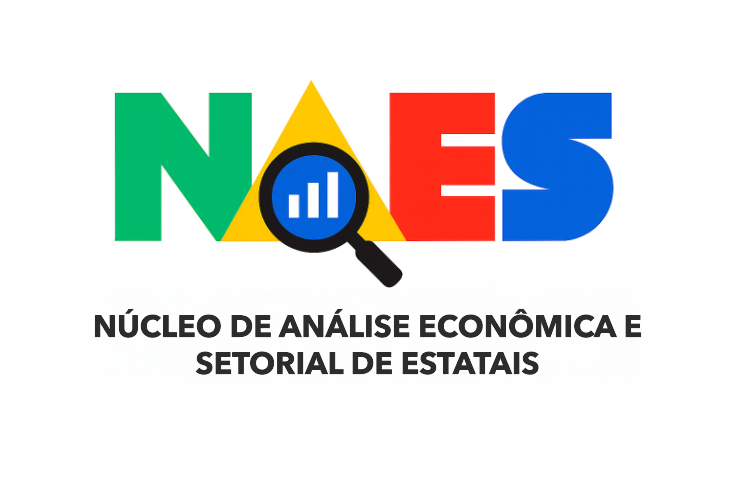 NAES
NÚCLEO DE ANÁLISE ECONÔMICA E
SETORIAL DE ESTATAIS